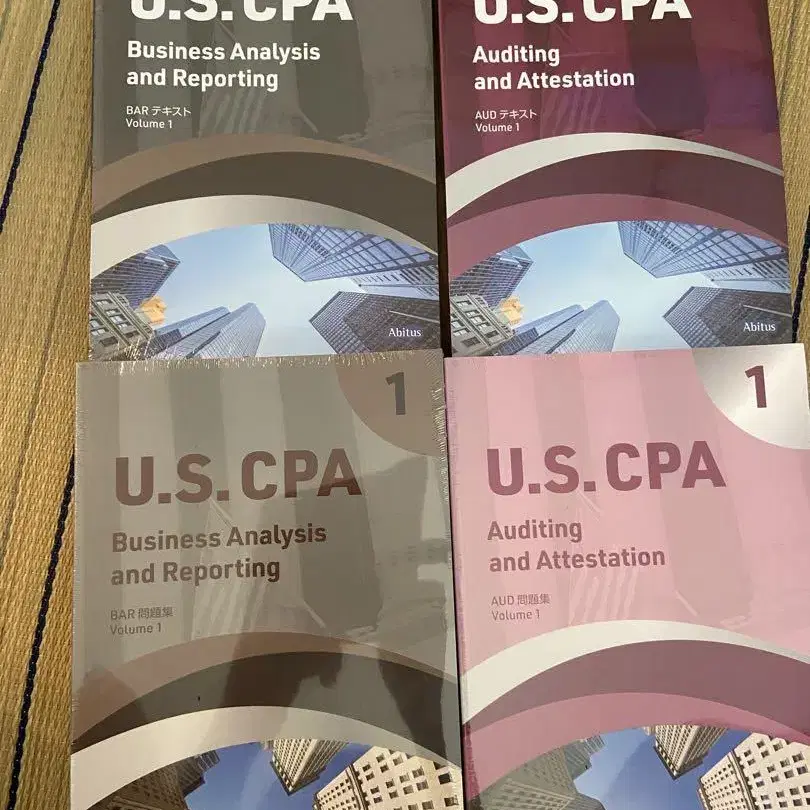 U.S. CPA
Business Analysis
and Reporting
BAR テキスト
Volume 1
Abitus
U.S. CPA
Auditing
and Attestation
AUD テキスト
Volume 1
Abitus
1
U.S. CPA
Business Analysis
and Reporting
BAR 問題集
Volume 1
1
U.S. CPA
Auditing
and Attestation
AUD 問題集
Volume 1